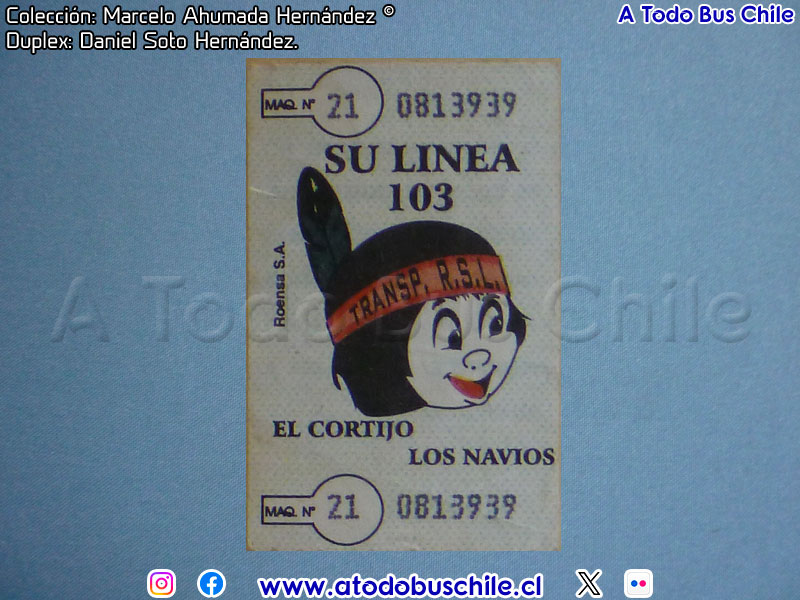 Colección: Marcelo Ahumada Hernández ©
Duplex: Daniel Soto Hernández.
A Todo Bus Chile
MAQ. Nº 21 0813939
SU LINEA
103
TRANSP. R.S.L.
Roensa S.A.
A Todo Bus Chile
EL CORTIJO
LOS NAVIOS
MAQ. Nº 21 0813939
www.atodobuschile.cl